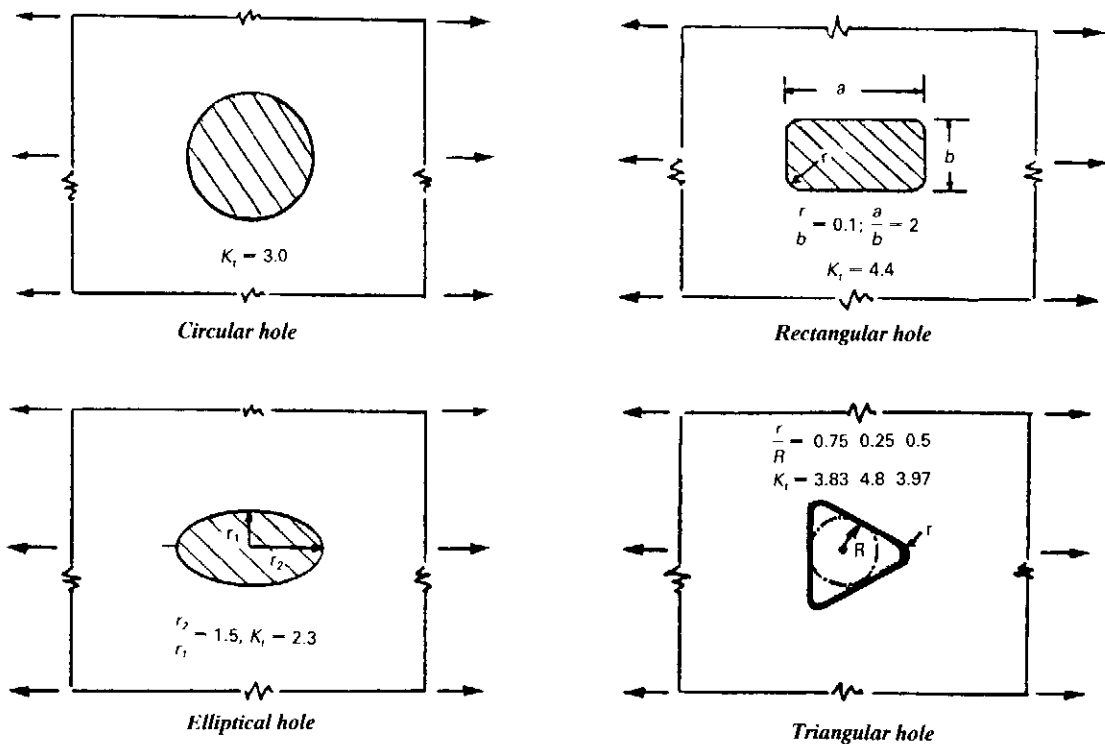 K_t = 3.0
Circular hole
a
b
r
r/b = 0.1; a/b = 2
K_t = 4.4
Rectangular hole
r_1
r_2
r_2/r_1 = 1.5, K_t = 2.3
Elliptical hole
r/R = 0.75 0.25 0.5
K_t = 3.83 4.8 3.97
r
R
Triangular hole